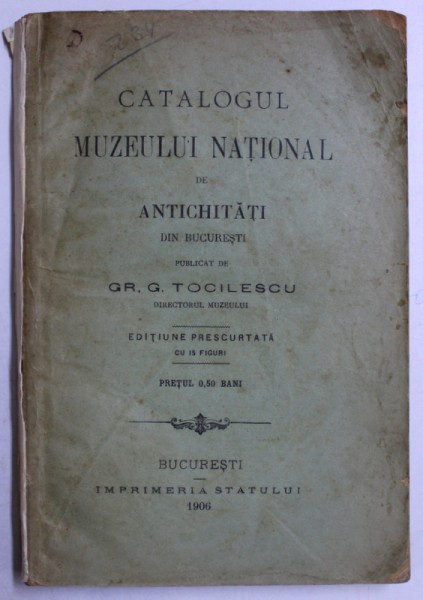 CATALOGUL
MUZEULUI NAȚIONAL
DE
ANTICHITĂȚI
DIN BUCUREȘTI
PUBLICAT DE
GR. G. TOCILESCU
DIRECTORUL MUZEULUI
EDIȚIUNE PRESCURTATĂ
CU 15 FIGURI
PREȚUL 0,50 BANI
BUCUREȘTI
IMPRIMERIA STATULUI
1906